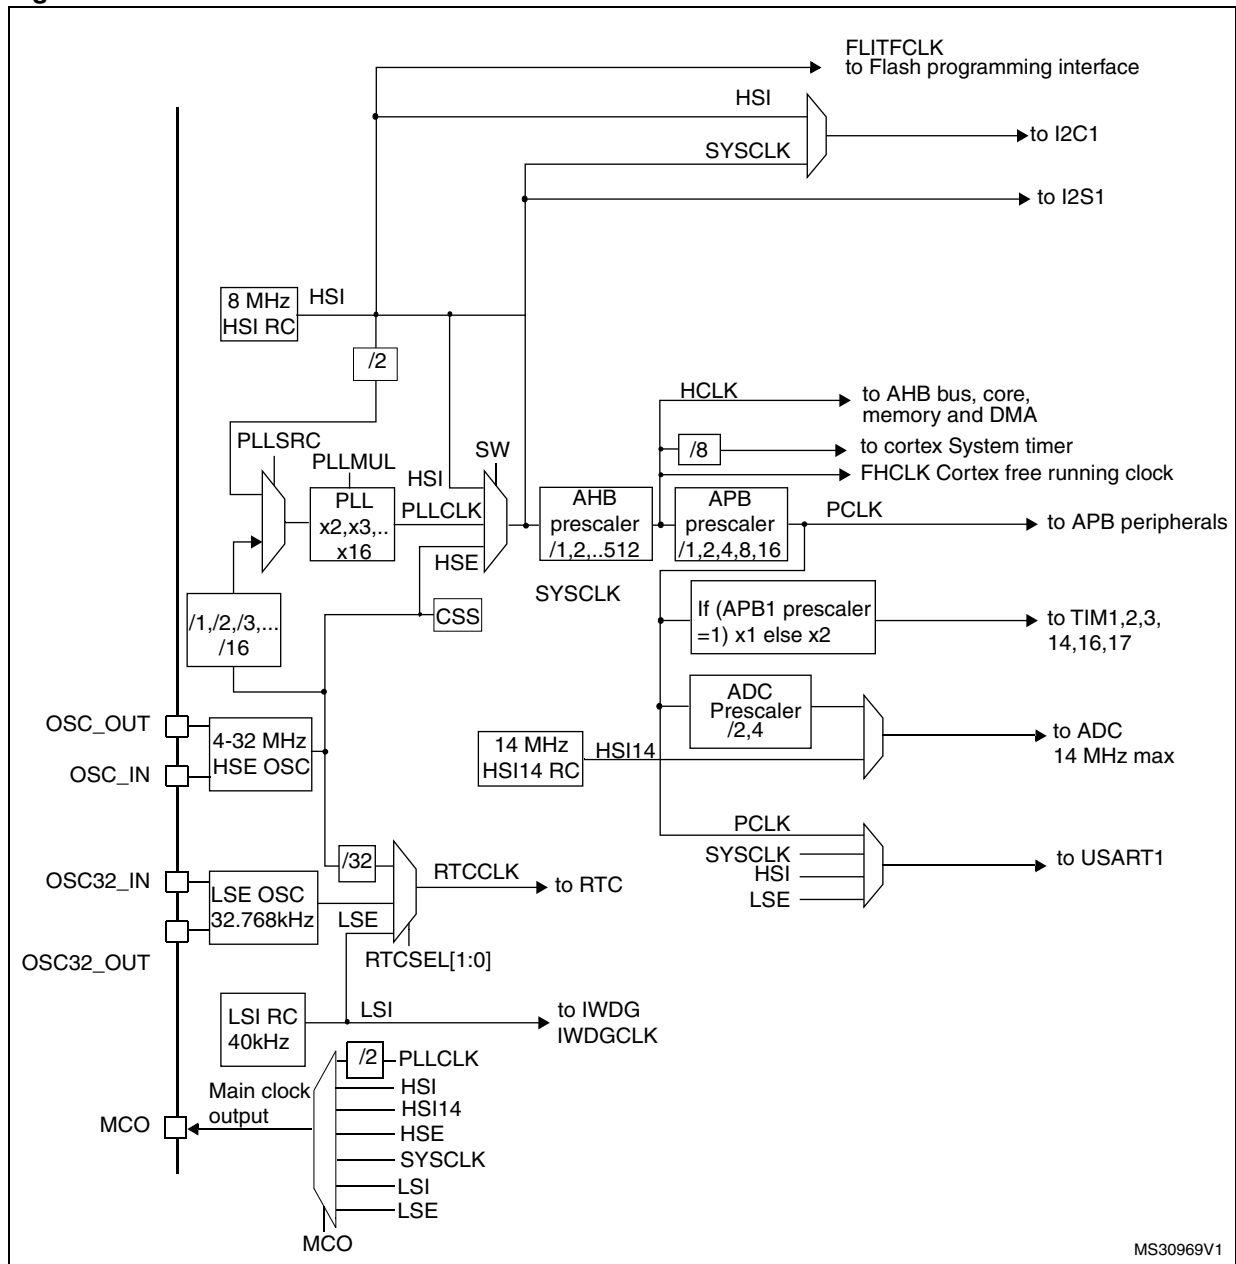 FLITFCLK
to Flash programming interface
HSI
to I2C1
SYSCLK
to I2S1
8 MHz
HSI RC
HSI
/2
HCLK
to AHB bus, core,
memory and DMA
PLLSRC
SW
/8
to cortex System timer
PLLMUL
HSI
FHCLK Cortex free running clock
PLL
x2,x3,..
x16
PLLCLK
AHB
prescaler
/1,2,..512
APB
prescaler
/1,2,4,8,16
PCLK
to APB peripherals
HSE
SYSCLK
/1,/2,/3,...
/16
CSS
If (APB1 prescaler
=1) x1 else x2
to TIM1,2,3,
14,16,17
OSC_OUT
OSC_IN
4-32 MHz
HSE OSC
14 MHz
HSI14 RC
HSI14
ADC
Prescaler
/2,4
to ADC
14 MHz max
PCLK
SYSCLK
HSI
LSE
to USART1
/32
OSC32_IN
LSE OSC
32.768kHz
RTCCLK
to RTC
LSE
OSC32_OUT
RTCSEL[1:0]
LSI RC
40kHz
LSI
to IWDG
IWDGCLK
/2
PLLCLK
Main clock
output
HSI
HSI14
MCO
HSE
SYSCLK
LSI
LSE
MCO
MS30969V1